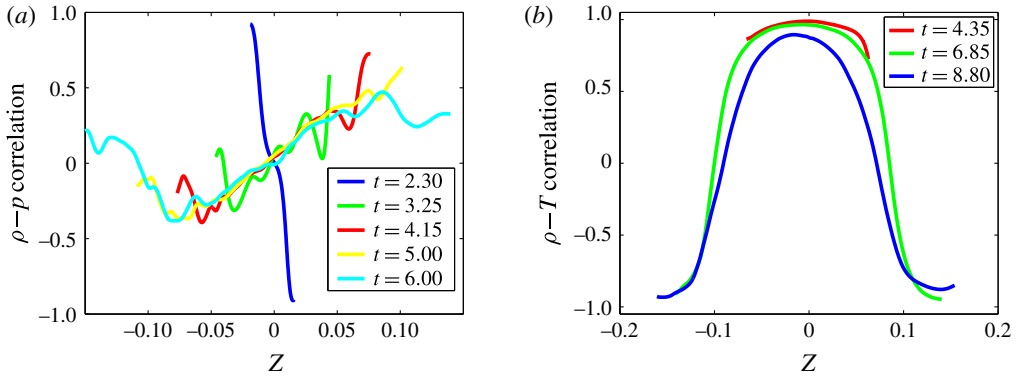 (a)
1.0
0.5
0
−0.5
−1.0
ρ−p correlation
−0.10
−0.05
0
0.05
0.10
Z
t = 2.30
t = 3.25
t = 4.15
t = 5.00
t = 6.00
(b)
1.0
0.5
0
−0.5
−1.0
ρ−T correlation
−0.2
−0.1
0
0.1
0.2
Z
t = 4.35
t = 6.85
t = 8.80